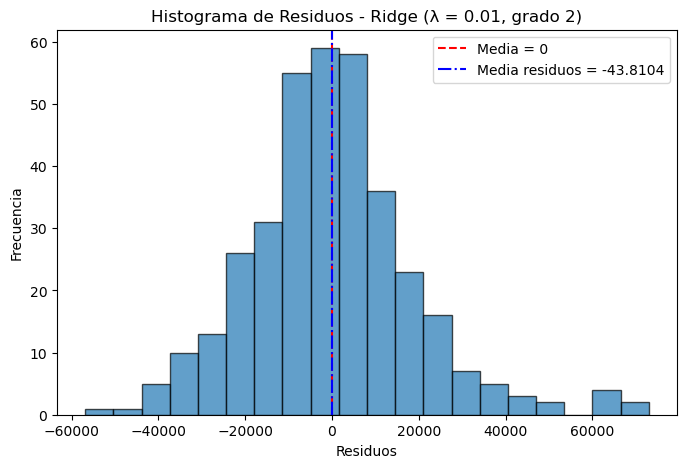 Histograma de Residuos - Ridge (λ = 0.01, grado 2)
Media = 0
Media residuos = -43.8104
Frecuencia
60
50
40
30
20
10
0
-60000 -40000 -20000 0 20000 40000 60000
Residuos